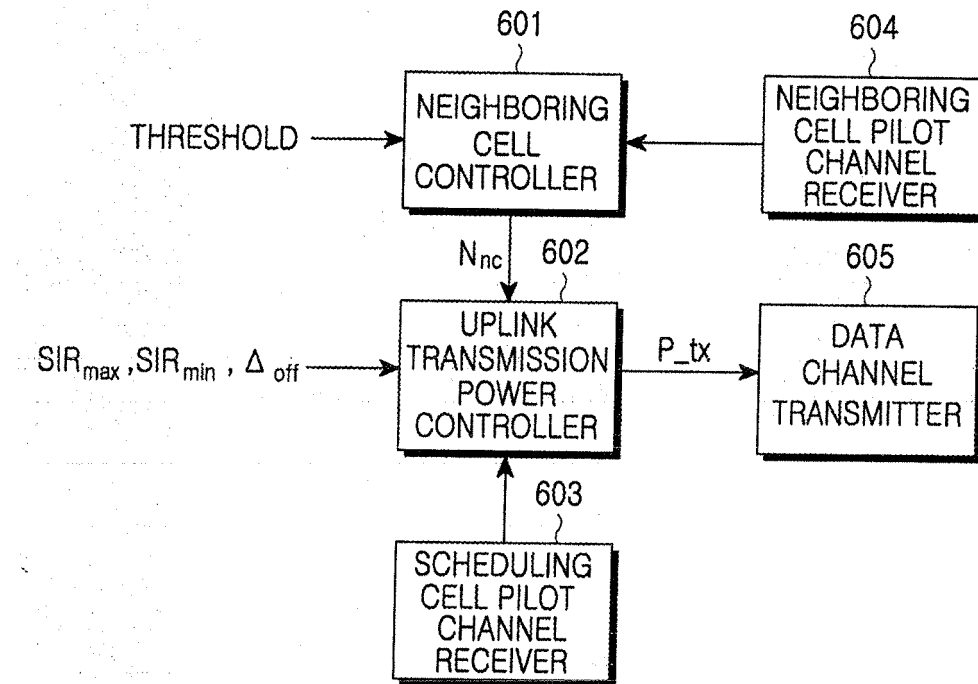 601
NEIGHBORING
CELL
CONTROLLER
604
NEIGHBORING
CELL PILOT
CHANNEL
RECEIVER
THRESHOLD
Nnc
602
UPLINK
TRANSMISSION
POWER
CONTROLLER
SIRmax ,SIRmin , Δoff
P_tx
605
DATA
CHANNEL
TRANSMITTER
603
SCHEDULING
CELL PILOT
CHANNEL
RECEIVER